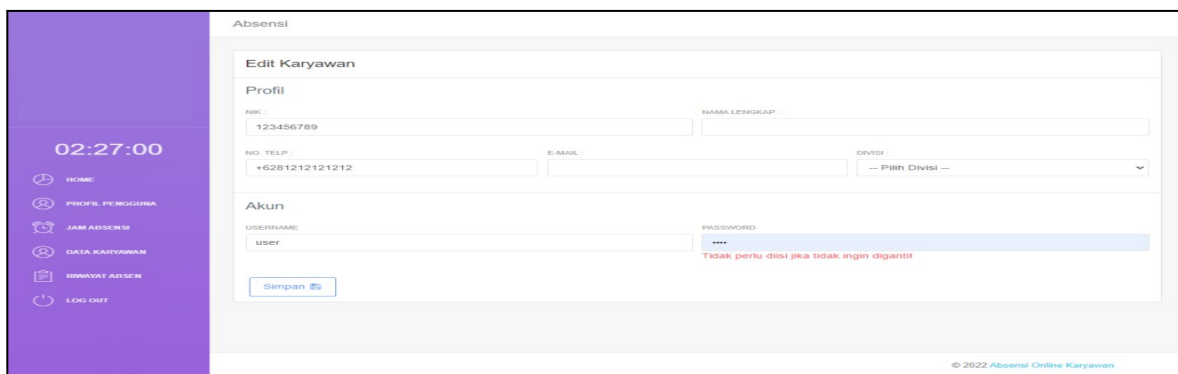 Absensi
Edit Karyawan
Profil
NIK :
NAMA LENGKAP :
123456789
NO. TELP :
E-MAIL :
DIVISI :
+6281212121212
-- Pilih Divisi --
Akun
USERNAME
PASSWORD
user
••••
Tidak perlu diisi jika tidak ingin diganti!
Simpan
02:27:00
HOME
PROFIL PENGGUNA
JAM ABSENSI
DATA KARYAWAN
RIWAYAT ABSEN
LOG OUT
© 2022 Absensi Online Karyawan